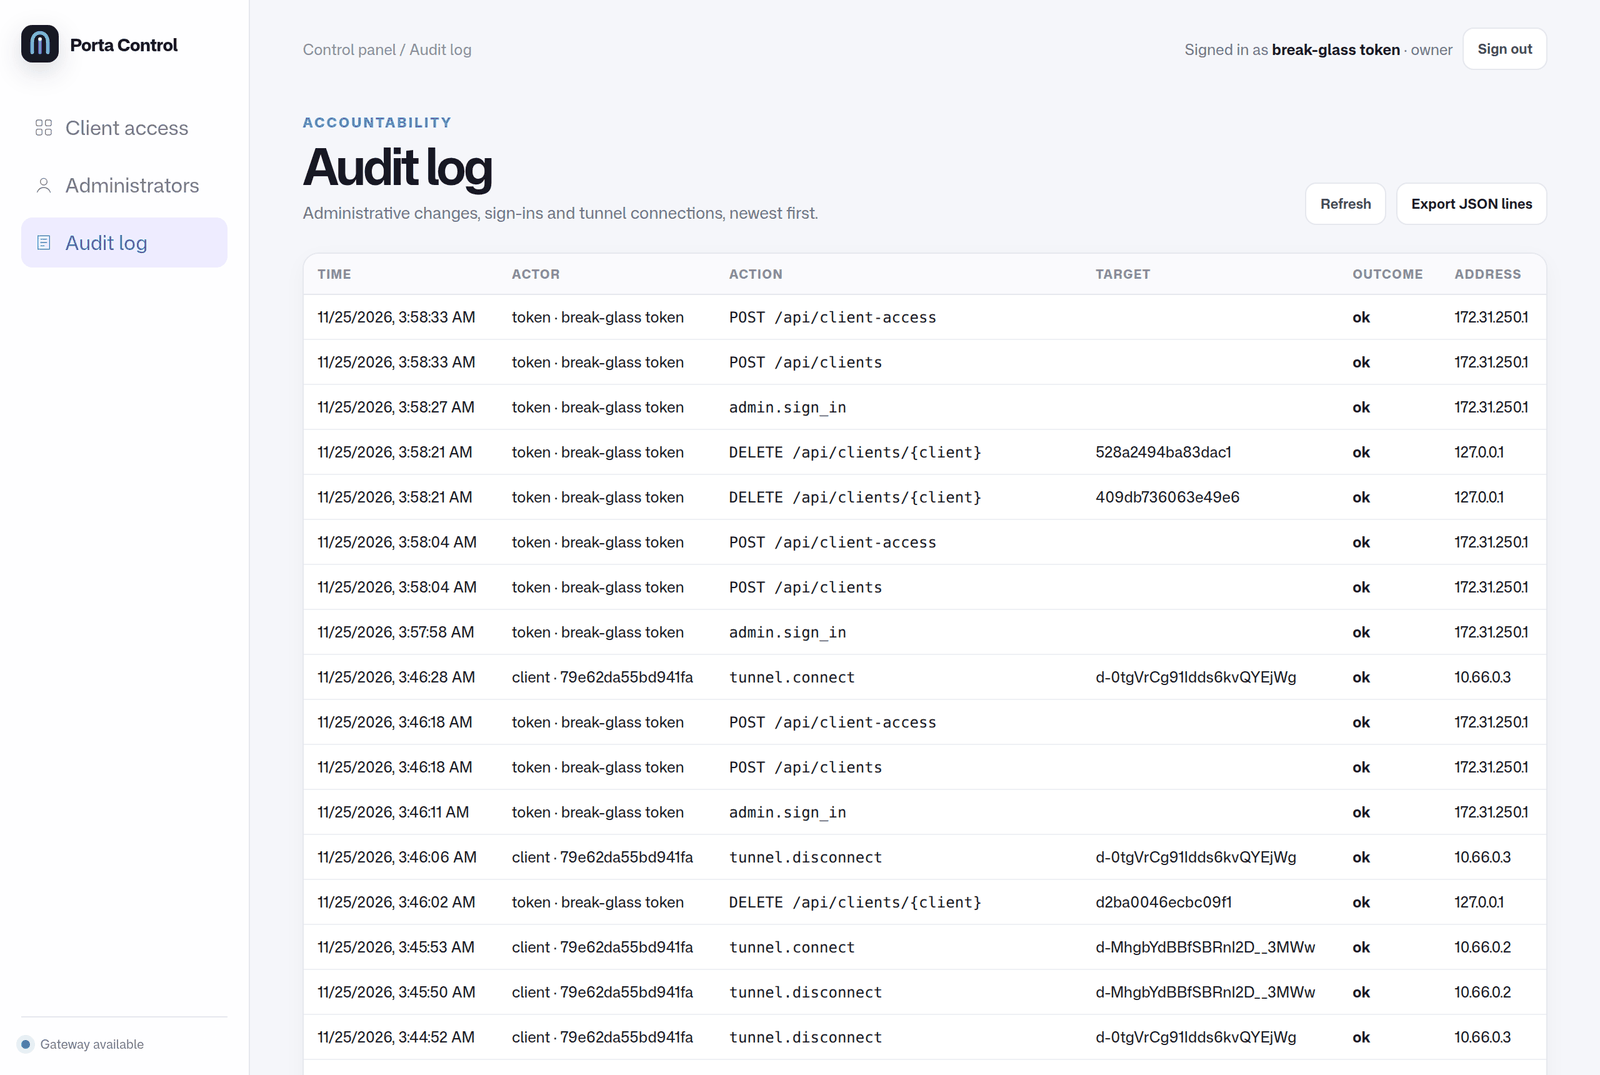 Porta Control
Client access
Administrators
Audit log
Gateway available
Control panel / Audit log
Signed in as break-glass token · owner
Sign out
ACCOUNTABILITY
Audit log
Administrative changes, sign-ins and tunnel connections, newest first.
Refresh
Export JSON lines
TIME ACTOR ACTION TARGET OUTCOME ADDRESS
11/25/2026, 3:58:33 AM token · break-glass token POST /api/client-access ok 172.31.250.1
11/25/2026, 3:58:33 AM token · break-glass token POST /api/clients ok 172.31.250.1
11/25/2026, 3:58:27 AM token · break-glass token admin.sign_in ok 172.31.250.1
11/25/2026, 3:58:21 AM token · break-glass token DELETE /api/clients/{client} 528a2494ba83dac1 ok 127.0.0.1
11/25/2026, 3:58:21 AM token · break-glass token DELETE /api/clients/{client} 409db736063e49e6 ok 127.0.0.1
11/25/2026, 3:58:04 AM token · break-glass token POST /api/client-access ok 172.31.250.1
11/25/2026, 3:58:04 AM token · break-glass token POST /api/clients ok 172.31.250.1
11/25/2026, 3:57:58 AM token · break-glass token admin.sign_in ok 172.31.250.1
11/25/2026, 3:46:28 AM client · 79e62da55bd941fa tunnel.connect d-0tgVrCg91ldds6kvQYEjWg ok 10.66.0.3
11/25/2026, 3:46:18 AM token · break-glass token POST /api/client-access ok 172.31.250.1
11/25/2026, 3:46:18 AM token · break-glass token POST /api/clients ok 172.31.250.1
11/25/2026, 3:46:11 AM token · break-glass token admin.sign_in ok 172.31.250.1
11/25/2026, 3:46:06 AM client · 79e62da55bd941fa tunnel.disconnect d-0tgVrCg91ldds6kvQYEjWg ok 10.66.0.3
11/25/2026, 3:46:02 AM token · break-glass token DELETE /api/clients/{client} d2ba0046ecbc09f1 ok 127.0.0.1
11/25/2026, 3:45:53 AM client · 79e62da55bd941fa tunnel.connect d-MhgbYdBBfSBRnI2D__3MWw ok 10.66.0.2
11/25/2026, 3:45:50 AM client · 79e62da55bd941fa tunnel.disconnect d-MhgbYdBBfSBRnI2D__3MWw ok 10.66.0.2
11/25/2026, 3:44:52 AM client · 79e62da55bd941fa tunnel.disconnect d-0tgVrCg91ldds6kvQYEjWg ok 10.66.0.3